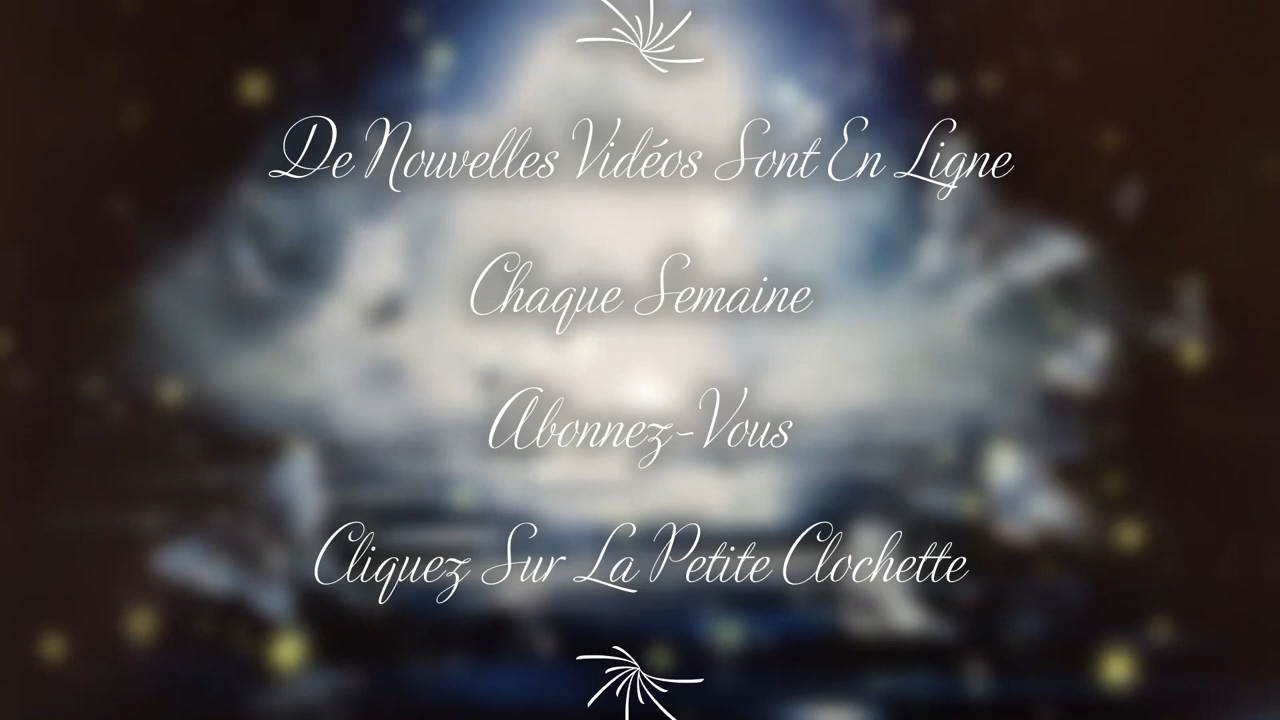 De Nouvelles Vidéos Sont En Ligne
Chaque Semaine
Abonnez-Vous
Cliquez Sur La Petite Clochette